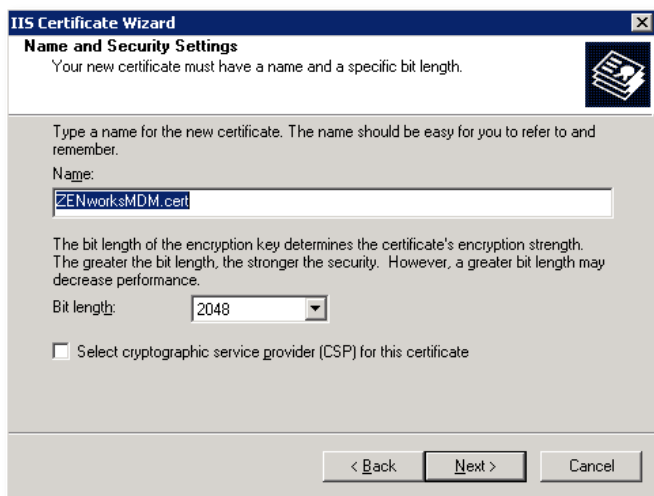 IIS Certificate Wizard
Name and Security Settings
Your new certificate must have a name and a specific bit length.
Type a name for the new certificate. The name should be easy for you to refer to and
remember.
Name:
ZENworksMDM.cert
The bit length of the encryption key determines the certificate's encryption strength.
The greater the bit length, the stronger the security.  However, a greater bit length may
decrease performance.
Bit length: 2048
Select cryptographic service provider (CSP) for this certificate
< Back Next > Cancel